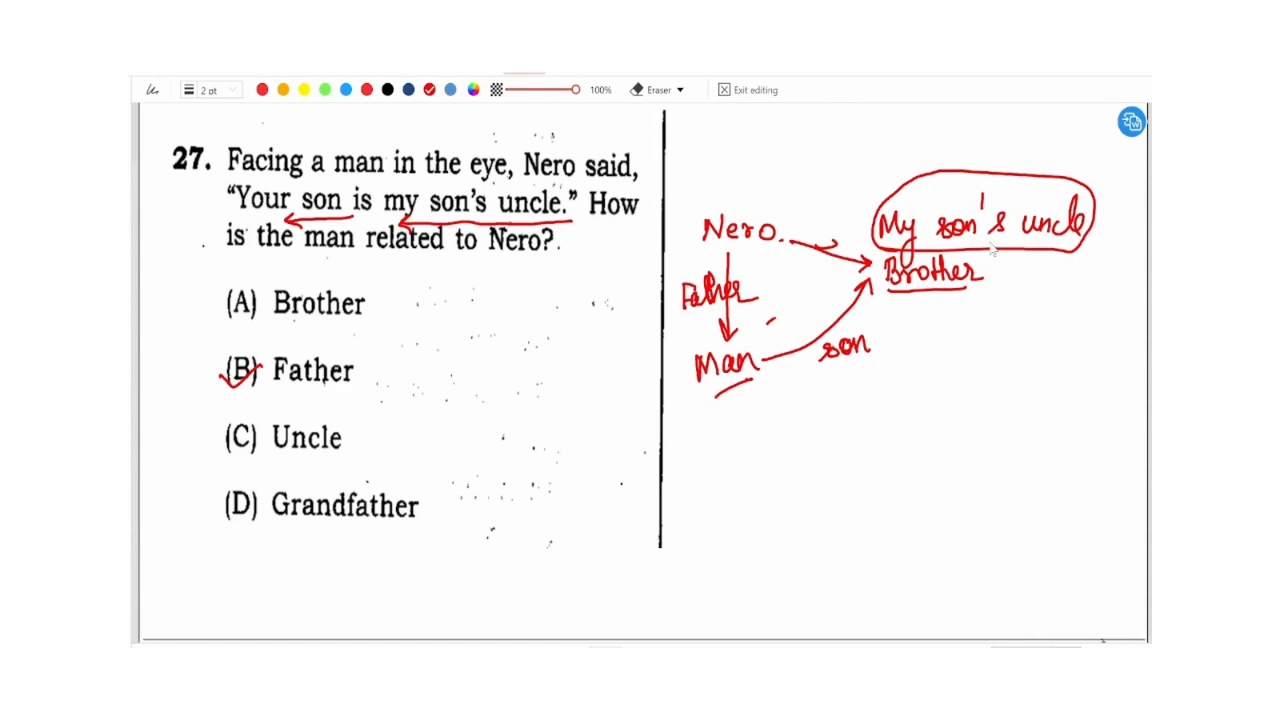 2 pt
100%
Eraser
Exit editing
27. Facing a man in the eye, Nero said,
“Your son is my son’s uncle.” How
is the man related to Nero?
(A) Brother
(B) Father
(C) Uncle
(D) Grandfather
My son's uncle
Nero.
Brother
Father
Man
son